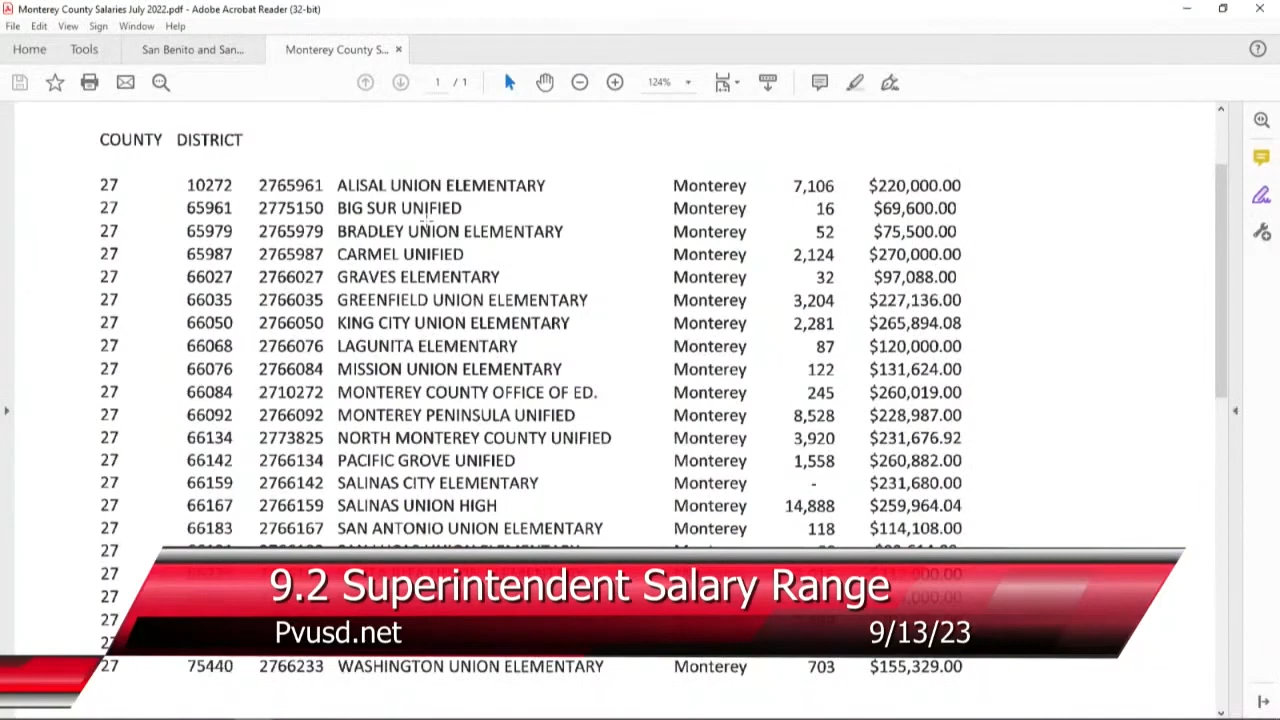 Monterey County Salaries July 2022.pdf - Adobe Acrobat Reader (32-bit)
File Edit View Sign Window Help
Home Tools San Benito and San... Monterey County S... ×
1 / 1 124%
COUNTY DISTRICT
27 10272 2765961 ALISAL UNION ELEMENTARY Monterey 7,106 $220,000.00
27 65961 2775150 BIG SUR UNIFIED Monterey 16 $69,600.00
27 65979 2765979 BRADLEY UNION ELEMENTARY Monterey 52 $75,500.00
27 65987 2765987 CARMEL UNIFIED Monterey 2,124 $270,000.00
27 66027 2766027 GRAVES ELEMENTARY Monterey 32 $97,088.00
27 66035 2766035 GREENFIELD UNION ELEMENTARY Monterey 3,204 $227,136.00
27 66050 2766050 KING CITY UNION ELEMENTARY Monterey 2,281 $265,894.08
27 66068 2766076 LAGUNITA ELEMENTARY Monterey 87 $120,000.00
27 66076 2766084 MISSION UNION ELEMENTARY Monterey 122 $131,624.00
27 66084 2710272 MONTEREY COUNTY OFFICE OF ED. Monterey 245 $260,019.00
27 66092 2766092 MONTEREY PENINSULA UNIFIED Monterey 8,528 $228,987.00
27 66134 2773825 NORTH MONTEREY COUNTY UNIFIED Monterey 3,920 $231,676.92
27 66142 2766134 PACIFIC GROVE UNIFIED Monterey 1,558 $260,882.00
27 66159 2766142 SALINAS CITY ELEMENTARY Monterey - $231,680.00
27 66167 2766159 SALINAS UNION HIGH Monterey 14,888 $259,964.04
27 66183 2766167 SAN ANTONIO UNION ELEMENTARY Monterey 118 $114,108.00
27
27
27
27
27 75440 2766233 WASHINGTON UNION ELEMENTARY Monterey 703 $155,329.00
9.2 Superintendent Salary Range
Pvusd.net 9/13/23